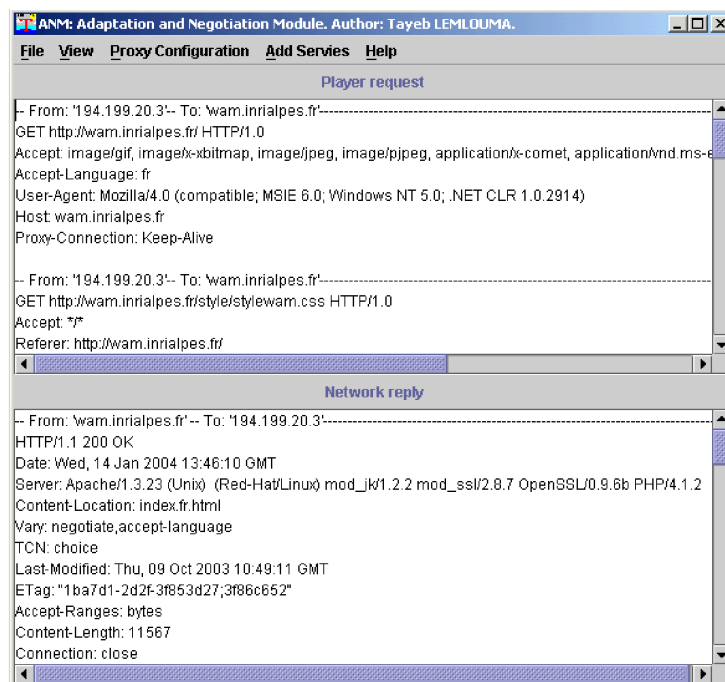 ANM: Adaptation and Negotiation Module. Author: Tayeb LEMLOUMA.
File View Proxy Configuration Add Servies Help
Player request
-- From: '194.199.20.3'-- To: 'wam.inrialpes.fr'--------------------------------------------------------------------------------
GET http://wam.inrialpes.fr/ HTTP/1.0
Accept: image/gif, image/x-xbitmap, image/jpeg, image/pjpeg, application/x-comet, application/vnd.ms-e
Accept-Language: fr
User-Agent: Mozilla/4.0 (compatible; MSIE 6.0; Windows NT 5.0; .NET CLR 1.0.2914)
Host: wam.inrialpes.fr
Proxy-Connection: Keep-Alive
-- From: '194.199.20.3'-- To: 'wam.inrialpes.fr'--------------------------------------------------------------------------------
GET http://wam.inrialpes.fr/style/stylewam.css HTTP/1.0
Accept: */*
Referer: http://wam.inrialpes.fr/
Network reply
-- From: 'wam.inrialpes.fr'-- To: '194.199.20.3'--------------------------------------------------------------------------------
HTTP/1.1 200 OK
Date: Wed, 14 Jan 2004 13:46:10 GMT
Server: Apache/1.3.23 (Unix) (Red-Hat/Linux) mod_jk/1.2.2 mod_ssl/2.8.7 OpenSSL/0.9.6b PHP/4.1.2
Content-Location: index.fr.html
Vary: negotiate,accept-language
TCN: choice
Last-Modified: Thu, 09 Oct 2003 10:49:11 GMT
ETag: "1ba7d1-2d2f-3f853d27;3f86c652"
Accept-Ranges: bytes
Content-Length: 11567
Connection: close